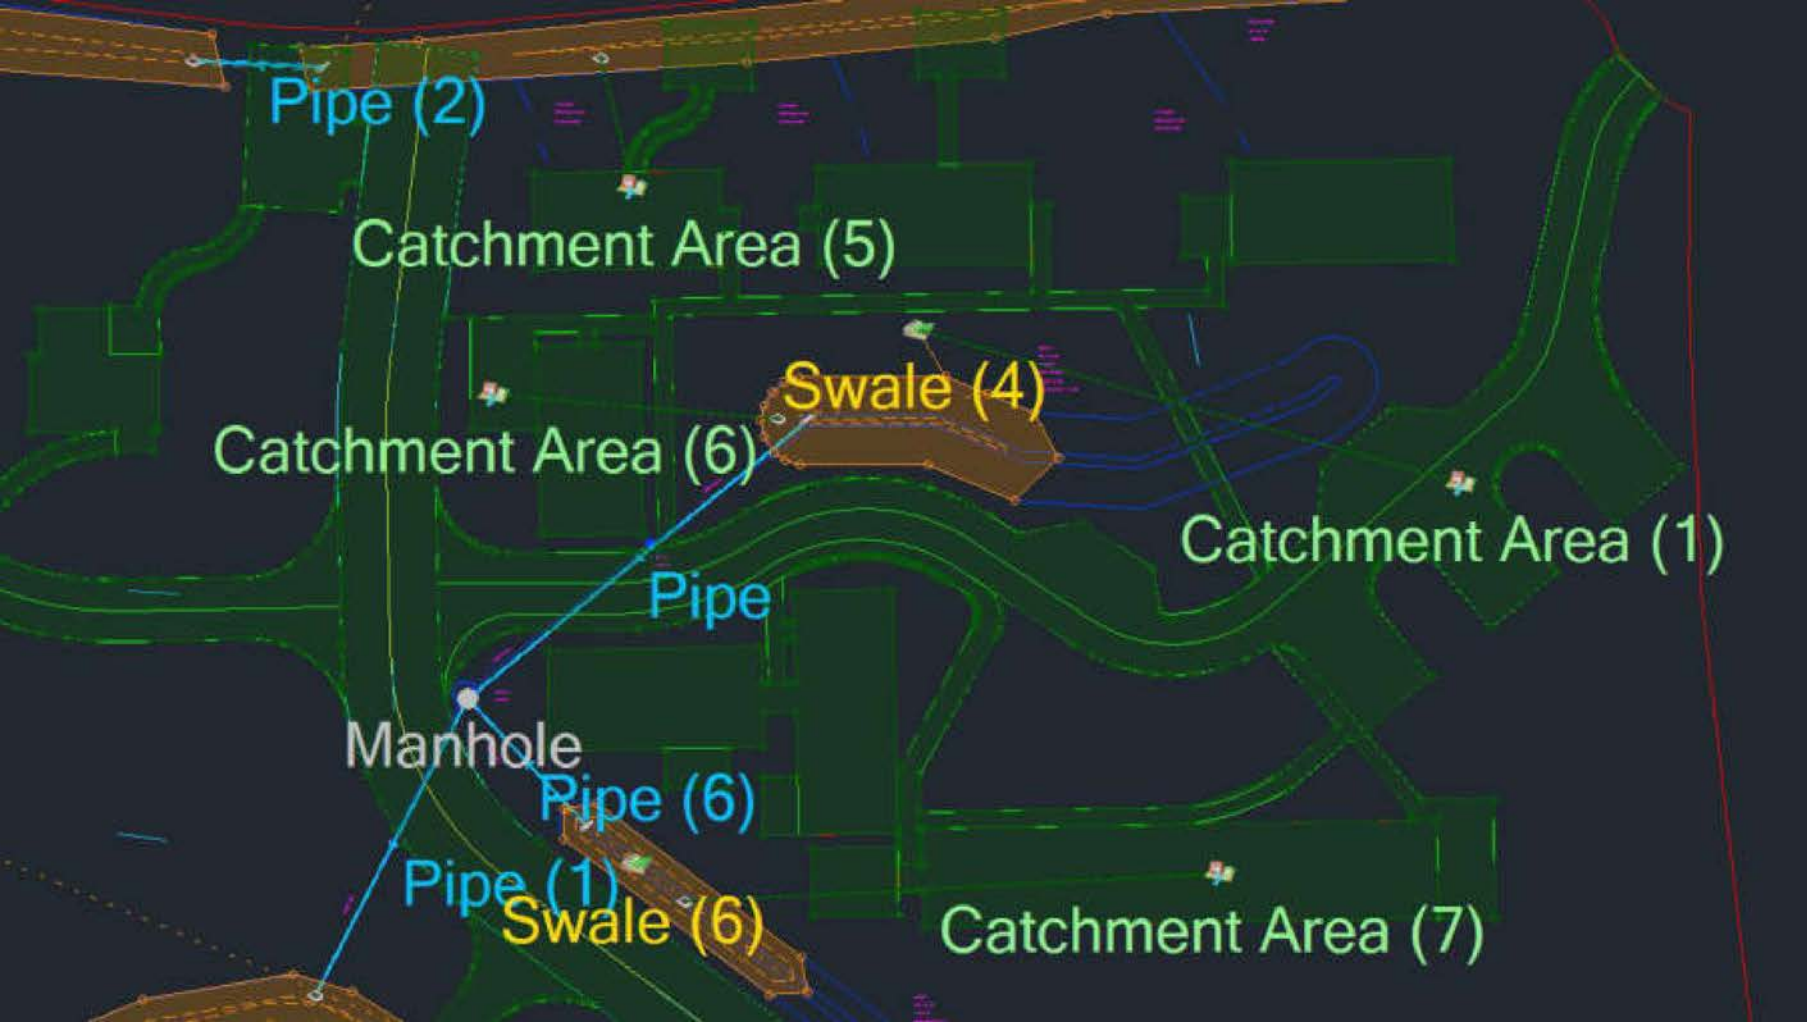 Pipe (2)
Catchment Area (5)
Swale (4)
Catchment Area (6)
Catchment Area (1)
Pipe
Manhole
Pipe (6)
Pipe (1)
Swale (6)
Catchment Area (7)